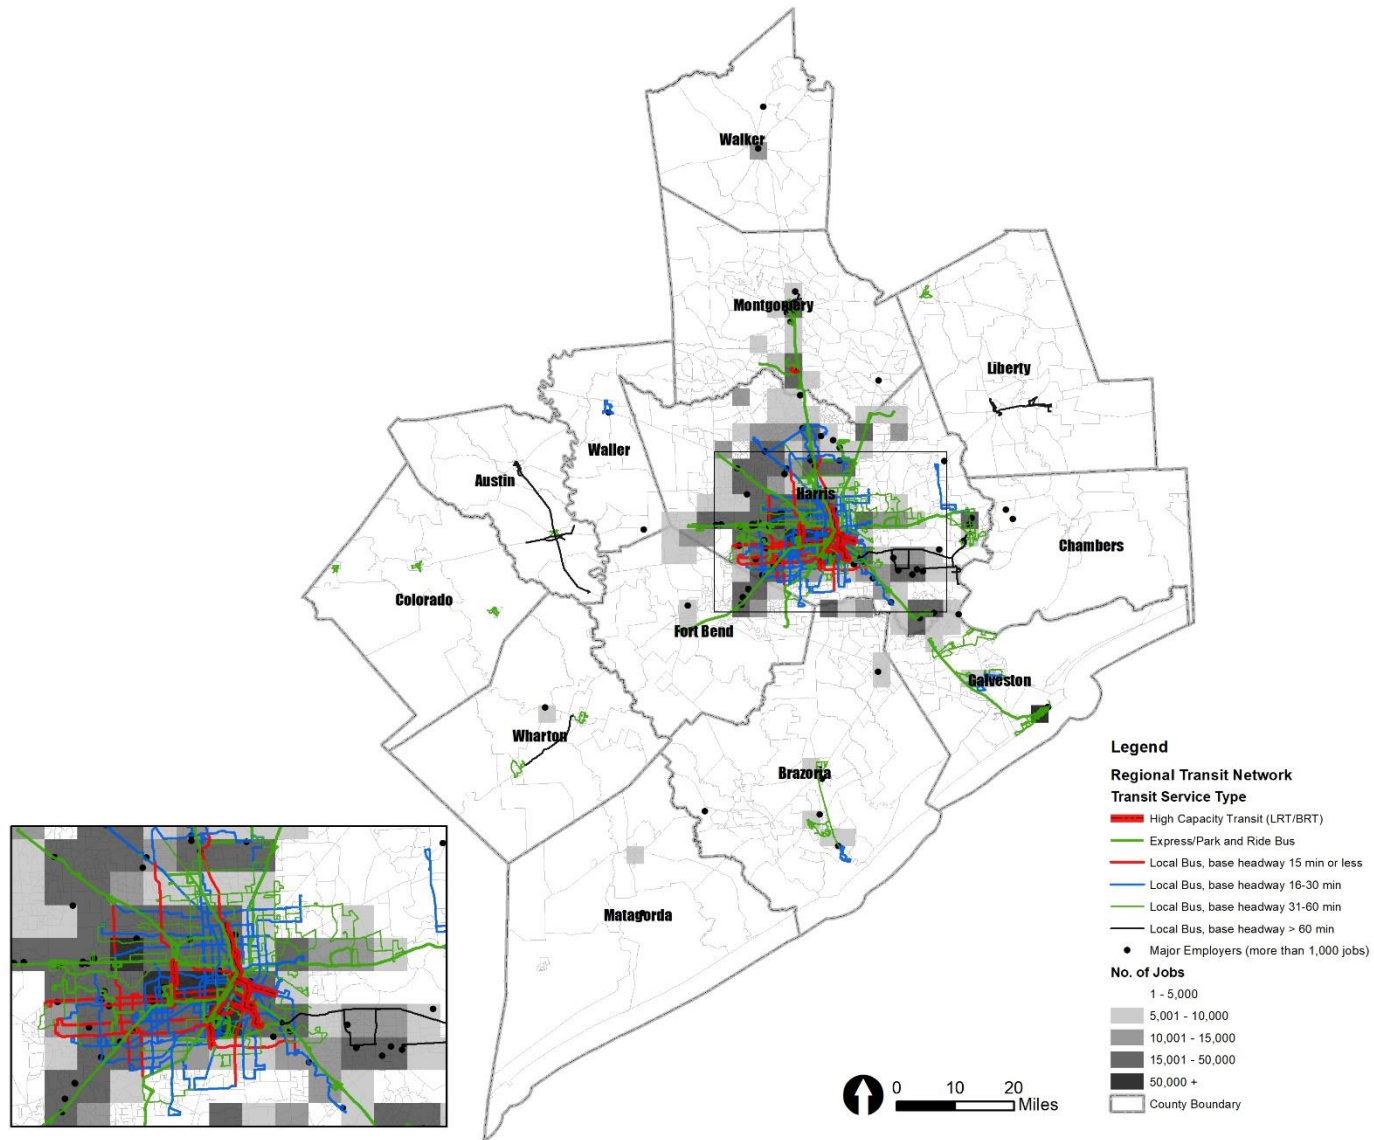 Walker
Montgomery
Liberty
Waller
Austin
Harris
Chambers
Colorado
Fort Bend
Galveston
Wharton
Brazoria
Matagorda
Legend
Regional Transit Network
Transit Service Type
High Capacity Transit (LRT/BRT)
Express/Park and Ride Bus
Local Bus, base headway 15 min or less
Local Bus, base headway 16-30 min
Local Bus, base headway 31-60 min
Local Bus, base headway > 60 min
Major Employers (more than 1,000 jobs)
No. of Jobs
1 - 5,000
5,001 - 10,000
10,001 - 15,000
15,001 - 50,000
50,000 +
County Boundary
0 10 20
Miles